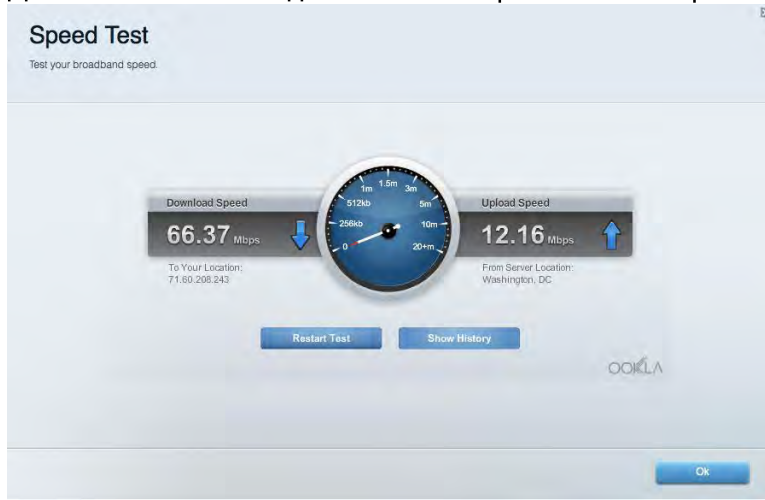 Speed Test
Test your broadband speed.
Download Speed
66.37 Mbps
To Your Location:
71.60.208.243
0
256kb
512kb
1m
1.5m
3m
5m
10m
20+m
Upload Speed
12.16 Mbps
From Server Location:
Washington, DC
Restart Test
Show History
OOKLA
Ok